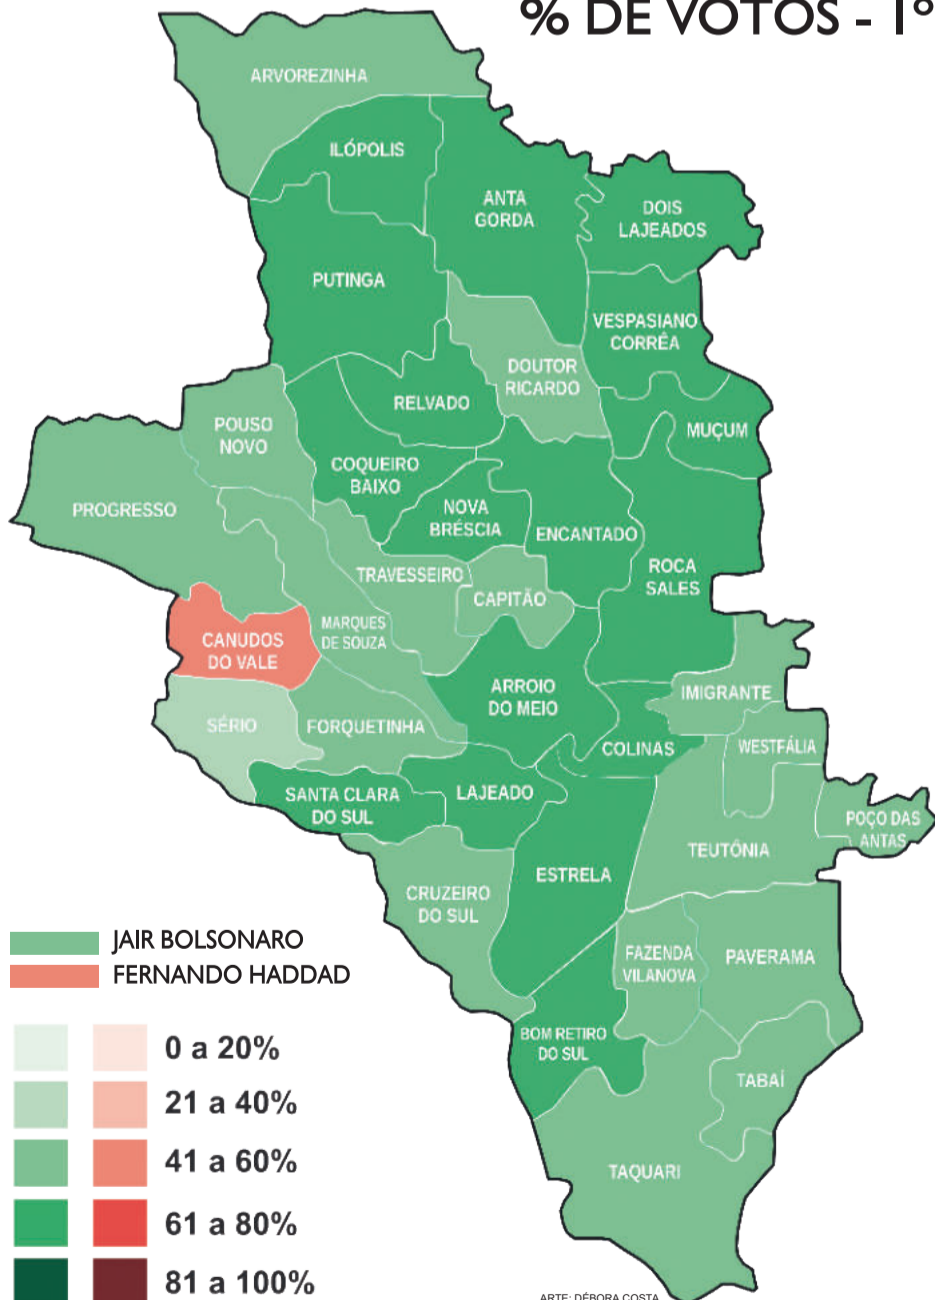 % DE VOTOS - 1º
ARVOREZINHA
ILÓPOLIS
ANTA
GORDA
DOIS
LAJEADOS
PUTINGA
VESPASIANO
CORRÊA
DOUTOR
RICARDO
RELVADO
MUÇUM
POUSO
NOVO
COQUEIRO
BAIXO
NOVA
BRÉSCIA
ENCANTADO
PROGRESSO
ROCA
SALES
TRAVESSEIRO
CAPITÃO
MARQUES
DE SOUZA
CANUDOS
DO VALE
ARROIO
DO MEIO
IMIGRANTE
SÉRIO
FORQUETINHA
COLINAS
WESTFÁLIA
SANTA CLARA
DO SUL
LAJEADO
POÇO DAS
ANTAS
TEUTÔNIA
ESTRELA
CRUZEIRO
DO SUL
FAZENDA
VILANOVA
PAVERAMA
BOM RETIRO
DO SUL
TABAÍ
TAQUARI
JAIR BOLSONARO
FERNANDO HADDAD
0 a 20%
21 a 40%
41 a 60%
61 a 80%
81 a 100%
ARTE: DÉBORA COSTA